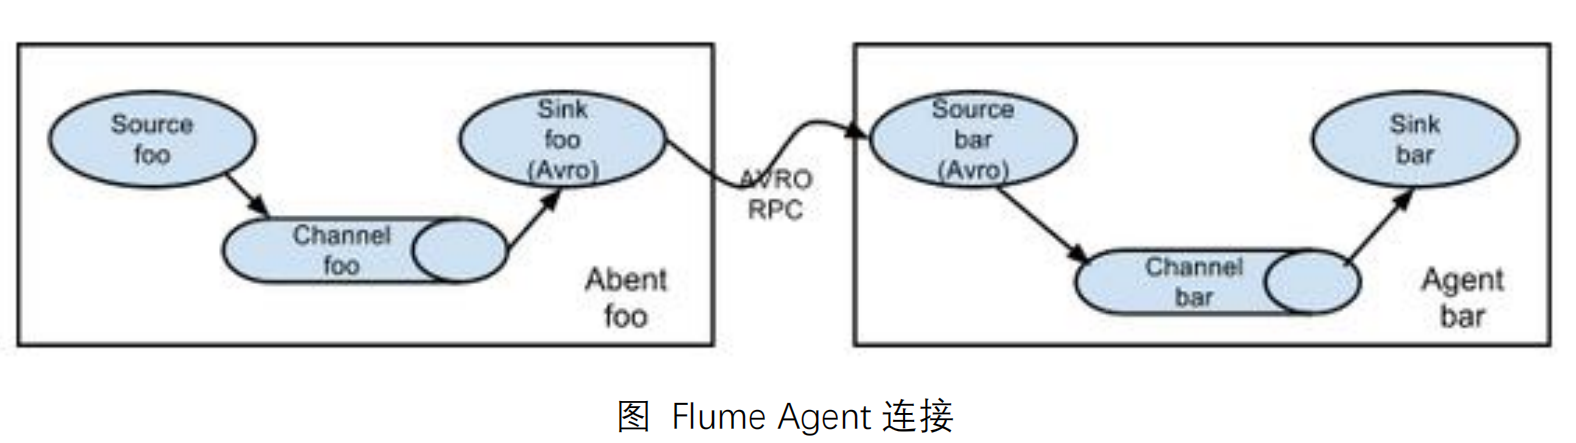 Source
foo
Channel
foo
Sink
foo
(Avro)
Abent
foo
AVRO
RPC
Source
bar
(Avro)
Channel
bar
Sink
bar
Agent
bar
图 Flume Agent 连接